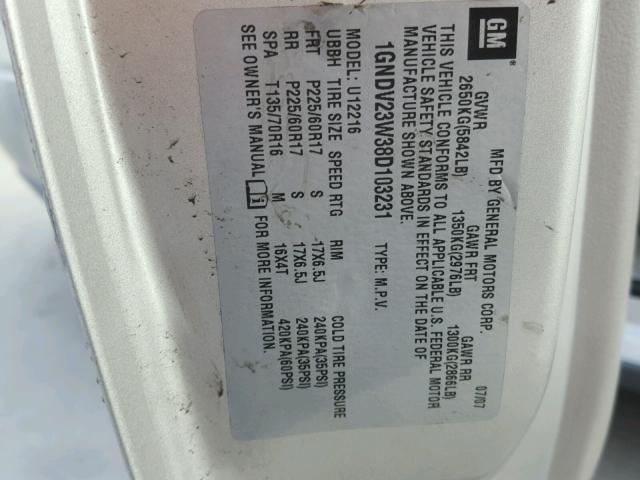 GM ®
MFD BY GENERAL MOTORS CORP. 07/07
GVWR GAWR FRT GAWR RR
2650KG(5842LB) 1350KG(2976LB) 1300KG(2866LB)
THIS VEHICLE CONFORMS TO ALL APPLICABLE U.S. FEDERAL MOTOR
VEHICLE SAFETY STANDARDS IN EFFECT ON THE DATE OF
MANUFACTURE SHOWN ABOVE.
1GNDV23W38D103231 TYPE: M.P.V.
MODEL: U12216
UBBH TIRE SIZE SPEED RTG RIM COLD TIRE PRESSURE
FRT P225/60R17 S 17X6.5J 240KPA(35PSI)
RR P225/60R17 S 17X6.5J 240KPA(35PSI)
SPA T135/70R16 M 16X4T 420KPA(60PSI)
SEE OWNER'S MANUAL FOR MORE INFORMATION.